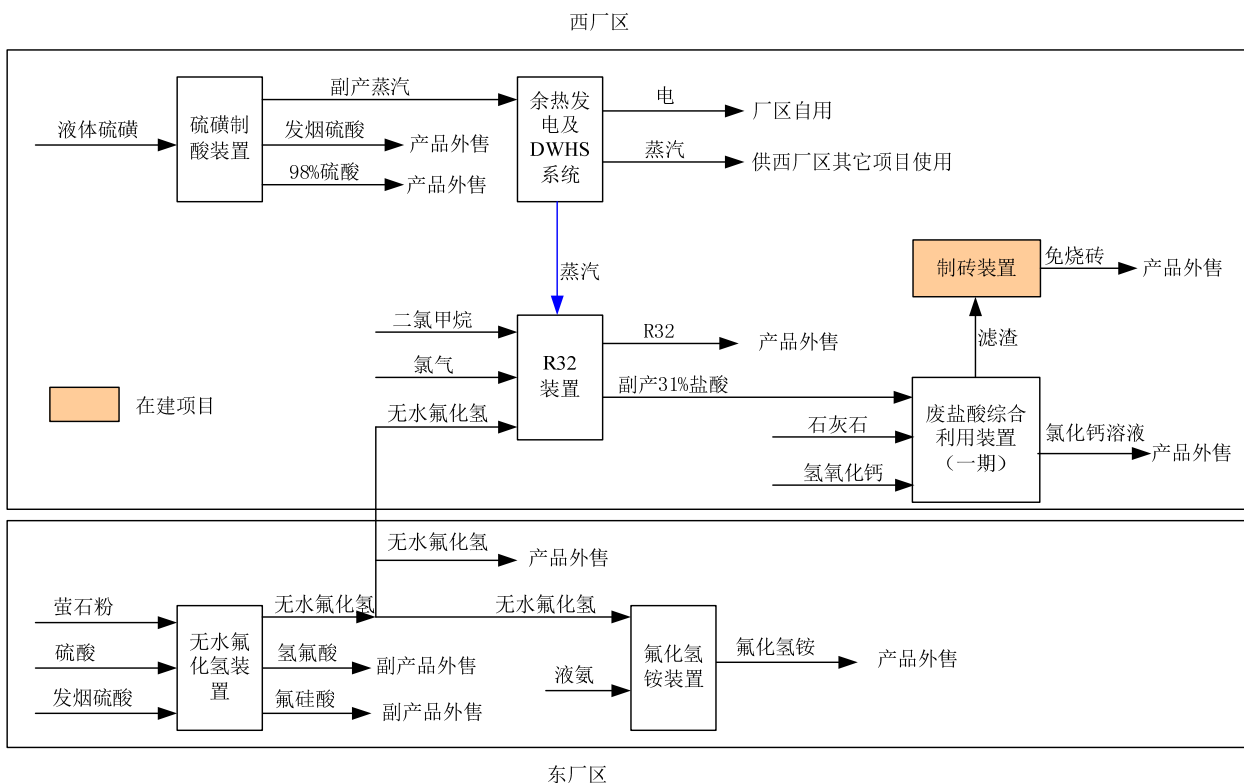 西厂区
液体硫磺
硫磺制
酸装置
副产蒸汽
发烟硫酸
产品外售
98%硫酸
产品外售
余热发
电及
DWHS
系统
电
厂区自用
蒸汽
供西厂区其它项目使用
蒸汽
制砖装置
免烧砖
产品外售
滤渣
二氯甲烷
氯气
无水氟化氢
R32
装置
R32
产品外售
副产31%盐酸
石灰石
氢氧化钙
废盐酸综合
利用装置
（一期）
氯化钙溶液
产品外售
在建项目
无水氟化氢
产品外售
萤石粉
硫酸
发烟硫酸
无水氟
化氢装
置
无水氟化氢
氢氟酸
副产品外售
氟硅酸
副产品外售
无水氟化氢
液氨
氟化氢
铵装置
氟化氢铵
产品外售
东厂区